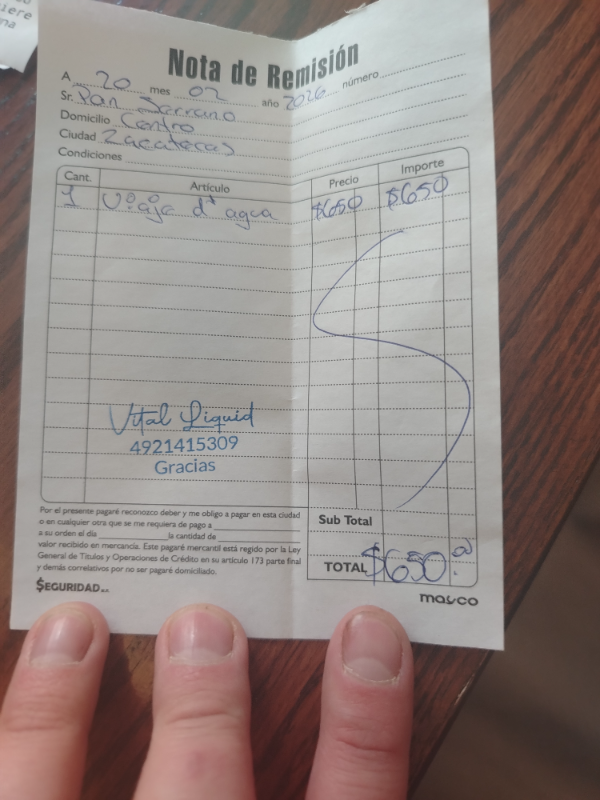 iere
na
Nota de Remisión
A 20 mes 02 año 2026 número
Sr. Pan Serrano
Domicilio Centro
Ciudad Zacatecas
Condiciones
Cant. Artículo Precio Importe
1 Viaje d' agua $650 $650
Vital Liquid
4921415309
Gracias
Por el presente pagaré reconozco deber y me obligo a pagar en esta ciudad
o en cualquier otra que se me requiera de pago a
a su orden el día la cantidad de
valor recibido en mercancía. Este pagaré mercantil está regido por la Ley
General de Títulos y Operaciones de Crédito en su artículo 173 parte final
y demás correlativos por no ser pagaré domiciliado.
Sub Total
TOTAL $650.º
$EGURIDAD
mayco